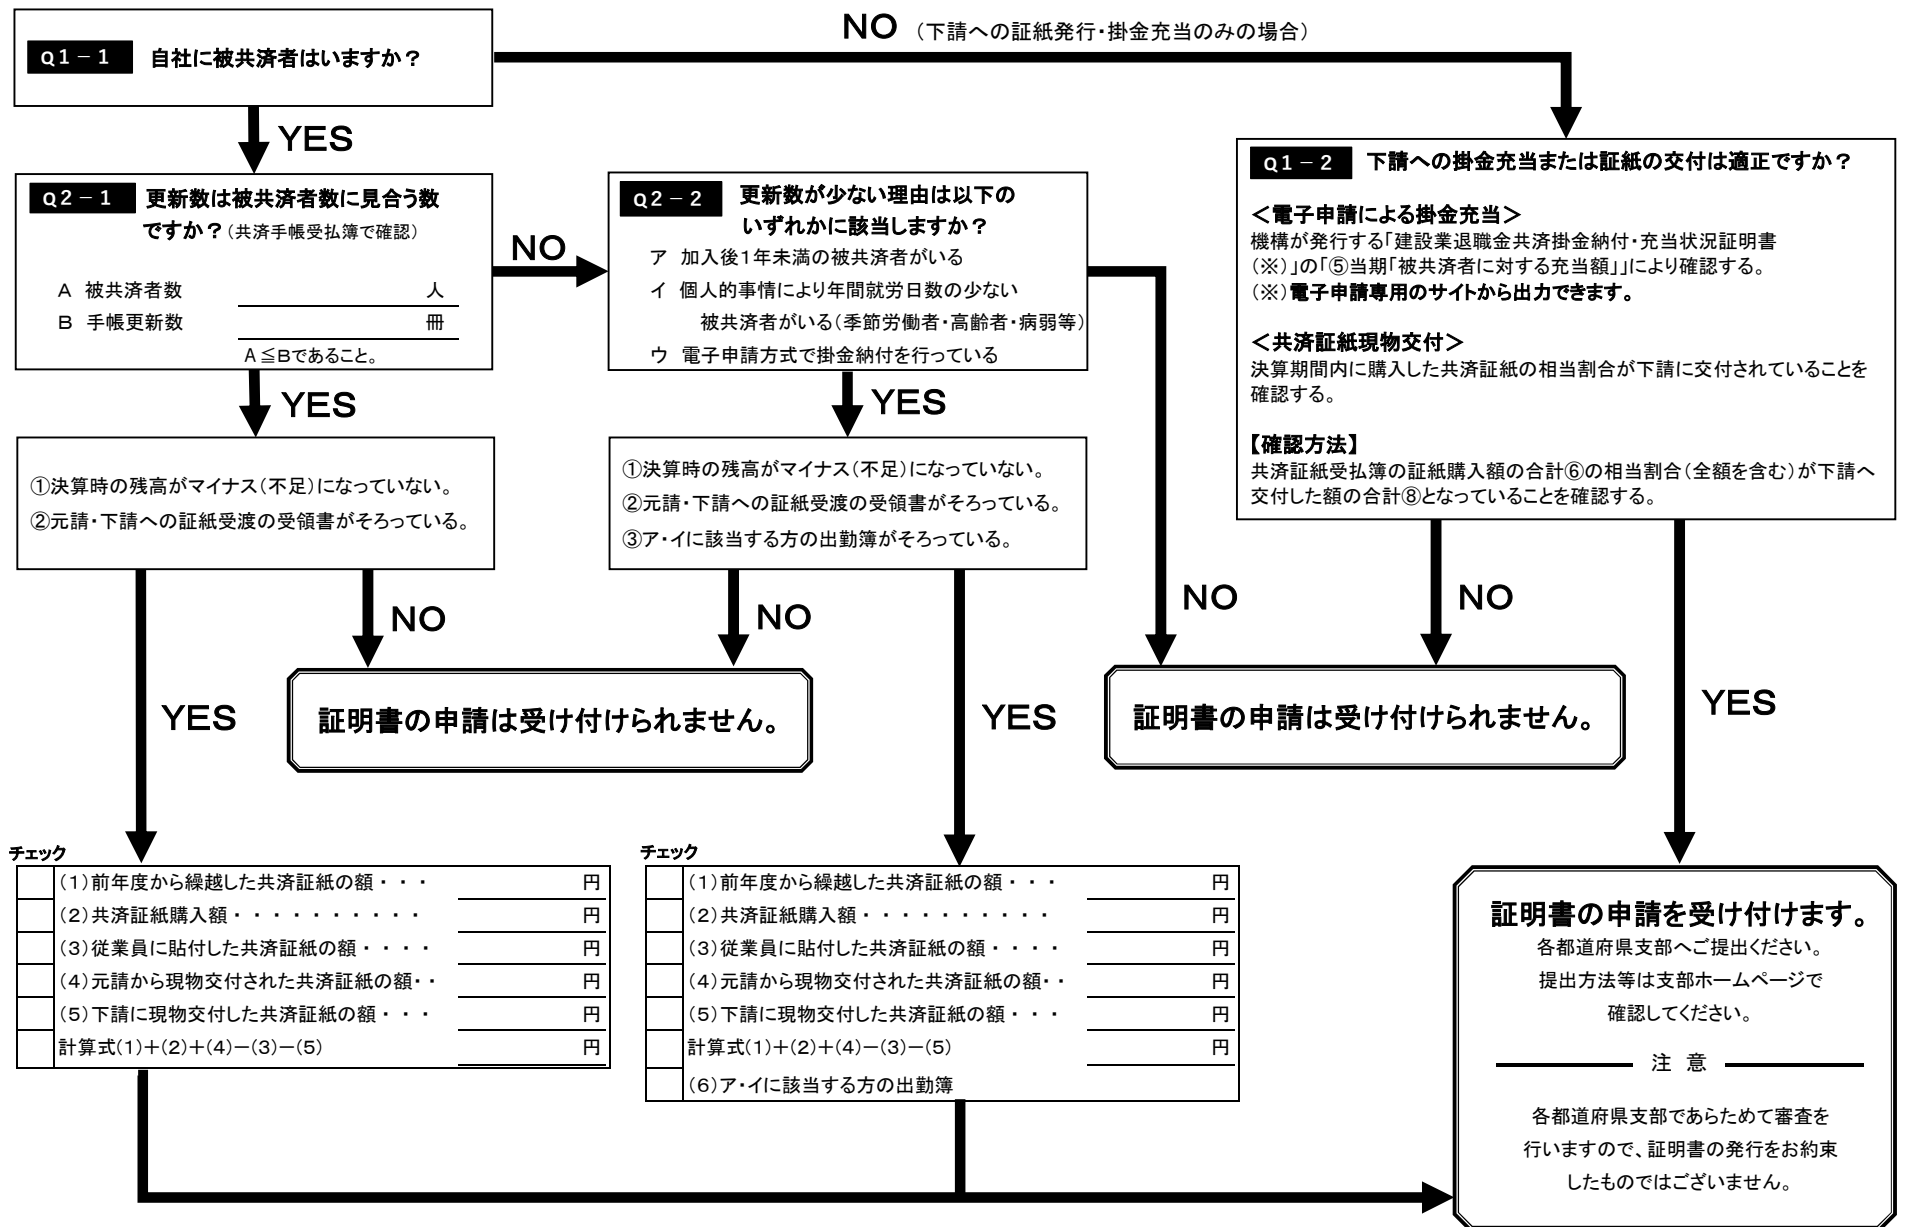 NO (下請への証紙発行・掛金充当のみの場合)
Q1-1 自社に被共済者はいますか?
YES
Q2-1 更新数は被共済者数に見合う数
ですか?(共済手帳受払簿で確認)
A 被共済者数 人
B 手帳更新数 冊
A≦Bであること。
NO
Q2-2 更新数が少ない理由は以下の
いずれかに該当しますか?
ア 加入後1年未満の被共済者がいる
イ 個人的事情により年間就労日数の少ない
被共済者がいる(季節労働者・高齢者・病弱等)
ウ 電子申請方式で掛金納付を行っている
Q1-2 下請への掛金充当または証紙の交付は適正ですか?
<電子申請による掛金充当>
機構が発行する「建設業退職金共済掛金納付・充当状況証明書
(※)」の「⑤当期「被共済者に対する充当額」」により確認する。
(※)電子申請専用のサイトから出力できます。
<共済証紙現物交付>
決算期間内に購入した共済証紙の相当割合が下請に交付されていることを
確認する。
【確認方法】
共済証紙受払簿の証紙購入額の合計⑥の相当割合(全額を含む)が下請へ
交付した額の合計⑧となっていることを確認する。
YES
YES
①決算時の残高がマイナス(不足)になっていない。
②元請・下請への証紙受渡の受領書がそろっている。
①決算時の残高がマイナス(不足)になっていない。
②元請・下請への証紙受渡の受領書がそろっている。
③ア・イに該当する方の出勤簿がそろっている。
NO
NO
NO
NO
YES
証明書の申請は受け付けられません。
YES
証明書の申請は受け付けられません。
YES
チェック
(1)前年度から繰越した共済証紙の額・・・ 円
(2)共済証紙購入額・・・・・・・・・・ 円
(3)従業員に貼付した共済証紙の額・・・・ 円
(4)元請から現物交付された共済証紙の額・・ 円
(5)下請に現物交付した共済証紙の額・・・ 円
計算式(1)+(2)+(4)-(3)-(5) 円
チェック
(1)前年度から繰越した共済証紙の額・・・ 円
(2)共済証紙購入額・・・・・・・・・・ 円
(3)従業員に貼付した共済証紙の額・・・・ 円
(4)元請から現物交付された共済証紙の額・・ 円
(5)下請に現物交付した共済証紙の額・・・ 円
計算式(1)+(2)+(4)-(3)-(5) 円
(6)ア・イに該当する方の出勤簿
証明書の申請を受け付けます。
各都道府県支部へご提出ください。
提出方法等は支部ホームページで
確認してください。
注 意
各都道府県支部であらためて審査を
行いますので、証明書の発行をお約束
したものではございません。